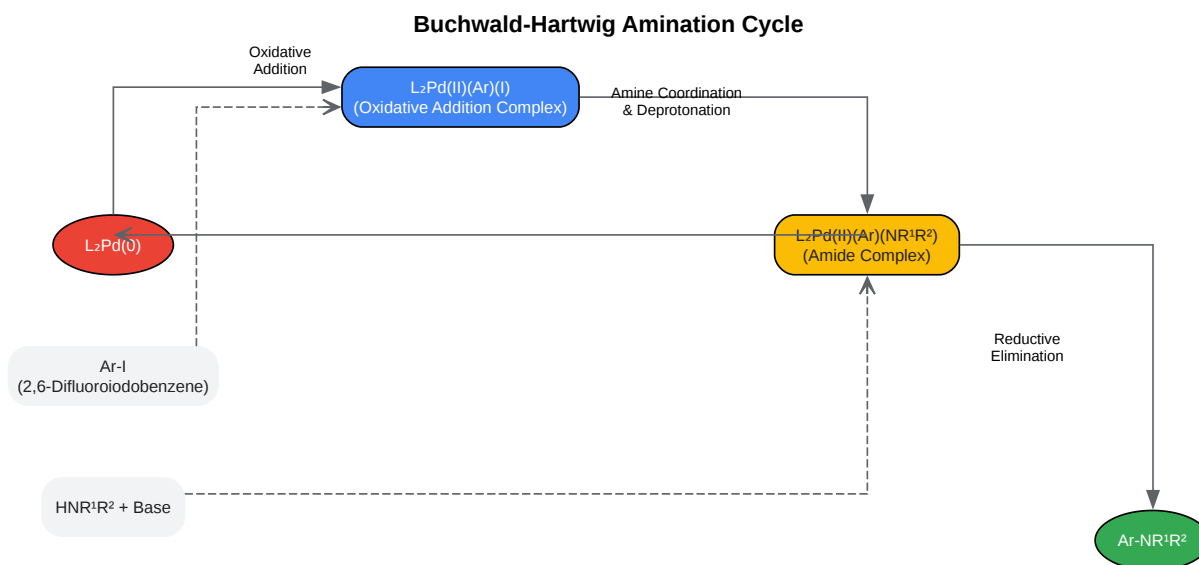 Buchwald-Hartwig Amination Cycle
Oxidative
Addition
L₂Pd(II)(Ar)(I)
(Oxidative Addition Complex)
Amine Coordination
& Deprotonation
L₂Pd(0)
L₂Pd(II)(Ar)(NR¹R²)
(Amide Complex)
Reductive
Elimination
Ar-I
(2,6-Difluoroiodobenzene)
HNR¹R² + Base
Ar-NR¹R²